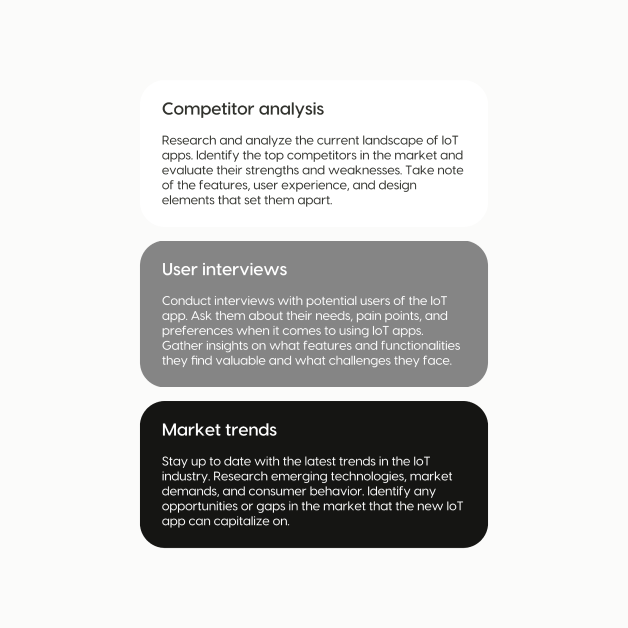 Competitor analysis
Research and analyze the current landscape of IoT
apps. Identify the top competitors in the market and
evaluate their strengths and weaknesses. Take note
of the features, user experience, and design
elements that set them apart.
User interviews
Conduct interviews with potential users of the IoT
app. Ask them about their needs, pain points, and
preferences when it comes to using IoT apps.
Gather insights on what features and functionalities
they find valuable and what challenges they face.
Market trends
Stay up to date with the latest trends in the IoT
industry. Research emerging technologies, market
demands, and consumer behavior. Identify any
opportunities or gaps in the market that the new IoT
app can capitalize on.